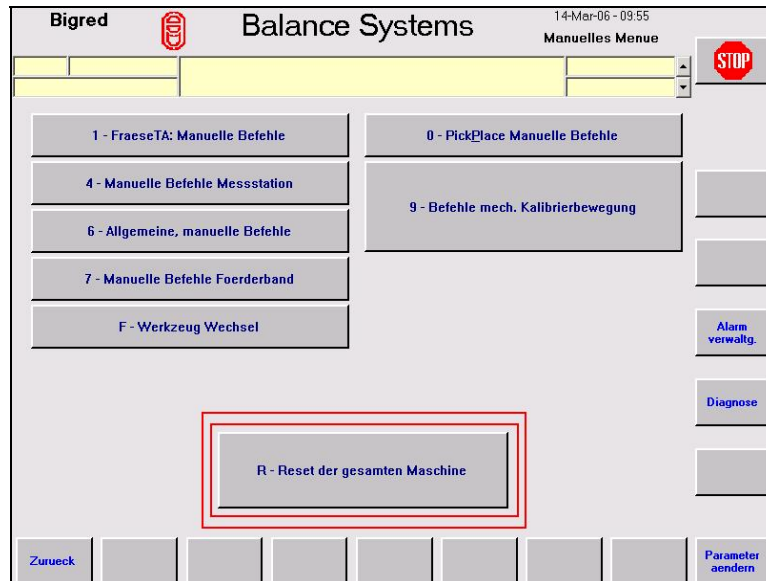 Bigred
Balance Systems
14-Mar-06 - 09:55
Manuelles Menue
STOP
1 - FraeseTA: Manuelle Befehle
0 - PickPlace Manuelle Befehle
4 - Manuelle Befehle Messstation
9 - Befehle mech. Kalibrierbewegung
6 - Allgemeine, manuelle Befehle
7 - Manuelle Befehle Foerderband
F - Werkzeug Wechsel
Alarm
verwaltg.
Diagnose
R - Reset der gesamten Maschine
Zurueck
Parameter
aendern